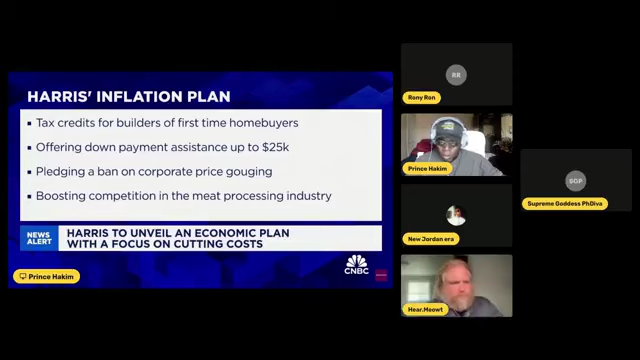 HARRIS' INFLATION PLAN
Tax credits for builders of first time homebuyers
Offering down payment assistance up to $25k
Pledging a ban on corporate price gouging
Boosting competition in the meat processing industry
NEWS
ALERT
HARRIS TO UNVEIL AN ECONOMIC PLAN
WITH A FOCUS ON CUTTING COSTS
CNBC
Prince Hakim
RR
Rony Ron
Prince Hakim
New Jordan era
Hear.Meowt
SGP
Supreme Goddess PhDiva